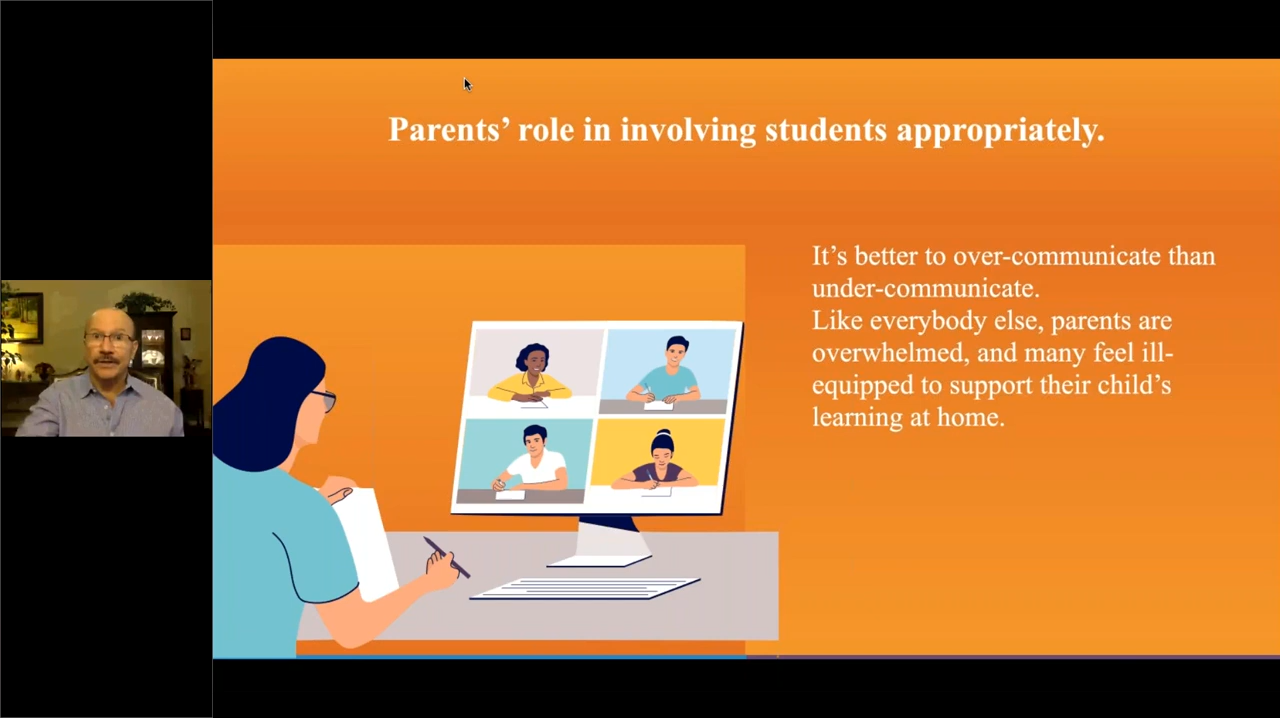 Parents’ role in involving students appropriately.
It’s better to over-communicate than
under-communicate.
Like everybody else, parents are
overwhelmed, and many feel ill-
equipped to support their child’s
learning at home.